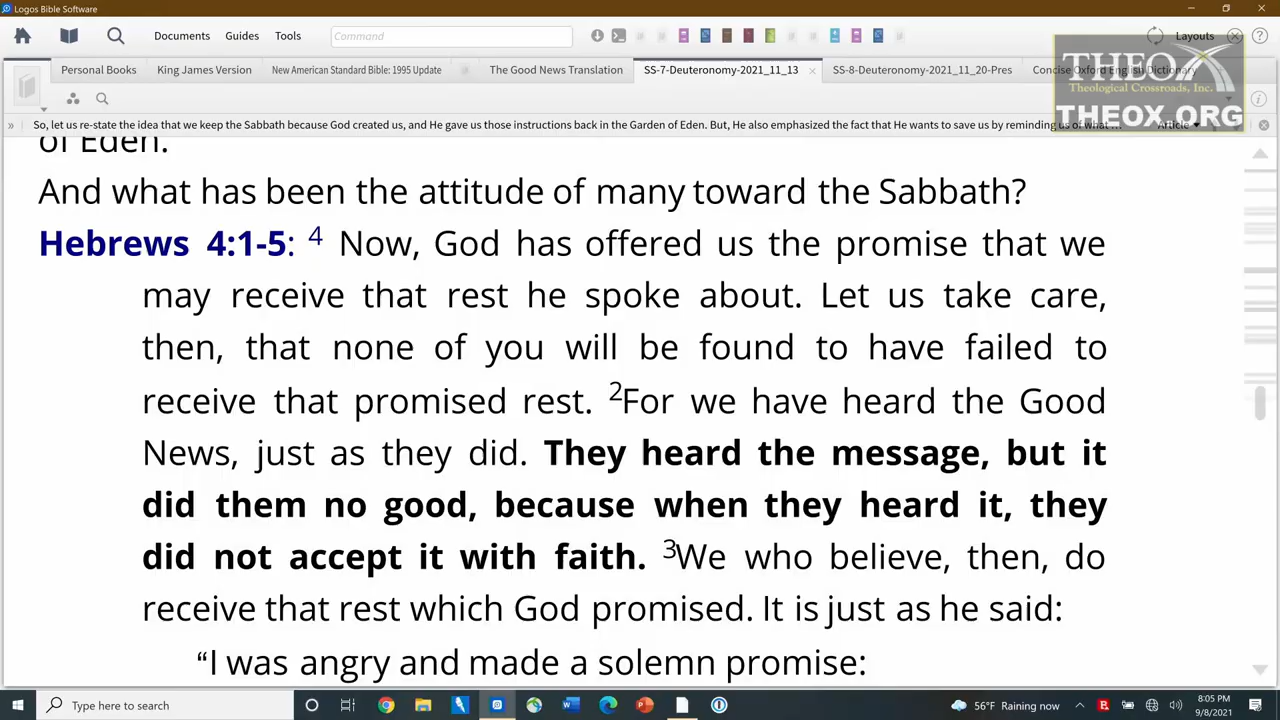 Logos Bible Software
Documents Guides Tools Command Layouts
Personal Books King James Version New American Standard updat The Good News Translation SS-7-Deuteronomy-2021_11_13 SS-8-Deuteronomy-2021_11_20-Pres Concise Oxford English Dictionary
THEOX
Theological Crossroads, Inc.
THEOX.ORG
» So, let us re-state the idea that we keep the Sabbath because God created us, and He gave us those instructions back in the Garden of Eden. But, He also emphasized the fact that He wants to save us by reminding us of what ... Article
of Eden.
And what has been the attitude of many toward the Sabbath?
Hebrews 4:1-5: 4 Now, God has offered us the promise that we
may receive that rest he spoke about. Let us take care,
then, that none of you will be found to have failed to
receive that promised rest. 2For we have heard the Good
News, just as they did. They heard the message, but it
did them no good, because when they heard it, they
did not accept it with faith. 3We who believe, then, do
receive that rest which God promised. It is just as he said:
“I was angry and made a solemn promise:
Type here to search
56°F Raining now
8:05 PM
9/8/2021